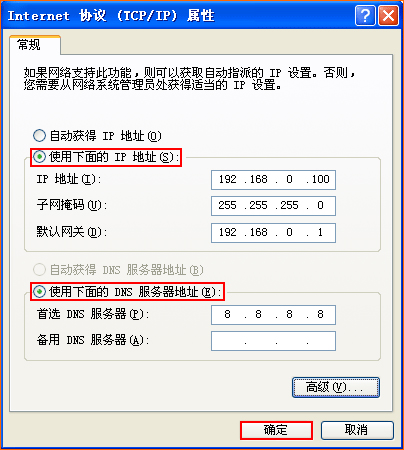 Internet 协议 (TCP/IP) 属性
常规
如果网络支持此功能，则可以获取自动指派的 IP 设置。否则，
您需要从网络系统管理员处获得适当的 IP 设置。
自动获得 IP 地址(O)
使用下面的 IP 地址(S):
IP 地址(I): 192 .168 . 0 .100
子网掩码(U): 255 .255 .255 . 0
默认网关(D): 192 .168 . 0 . 1
自动获得 DNS 服务器地址(B)
使用下面的 DNS 服务器地址(E):
首选 DNS 服务器(P): 8 . 8 . 8 . 8
备用 DNS 服务器(A): . . .
高级(V)...
确定 取消